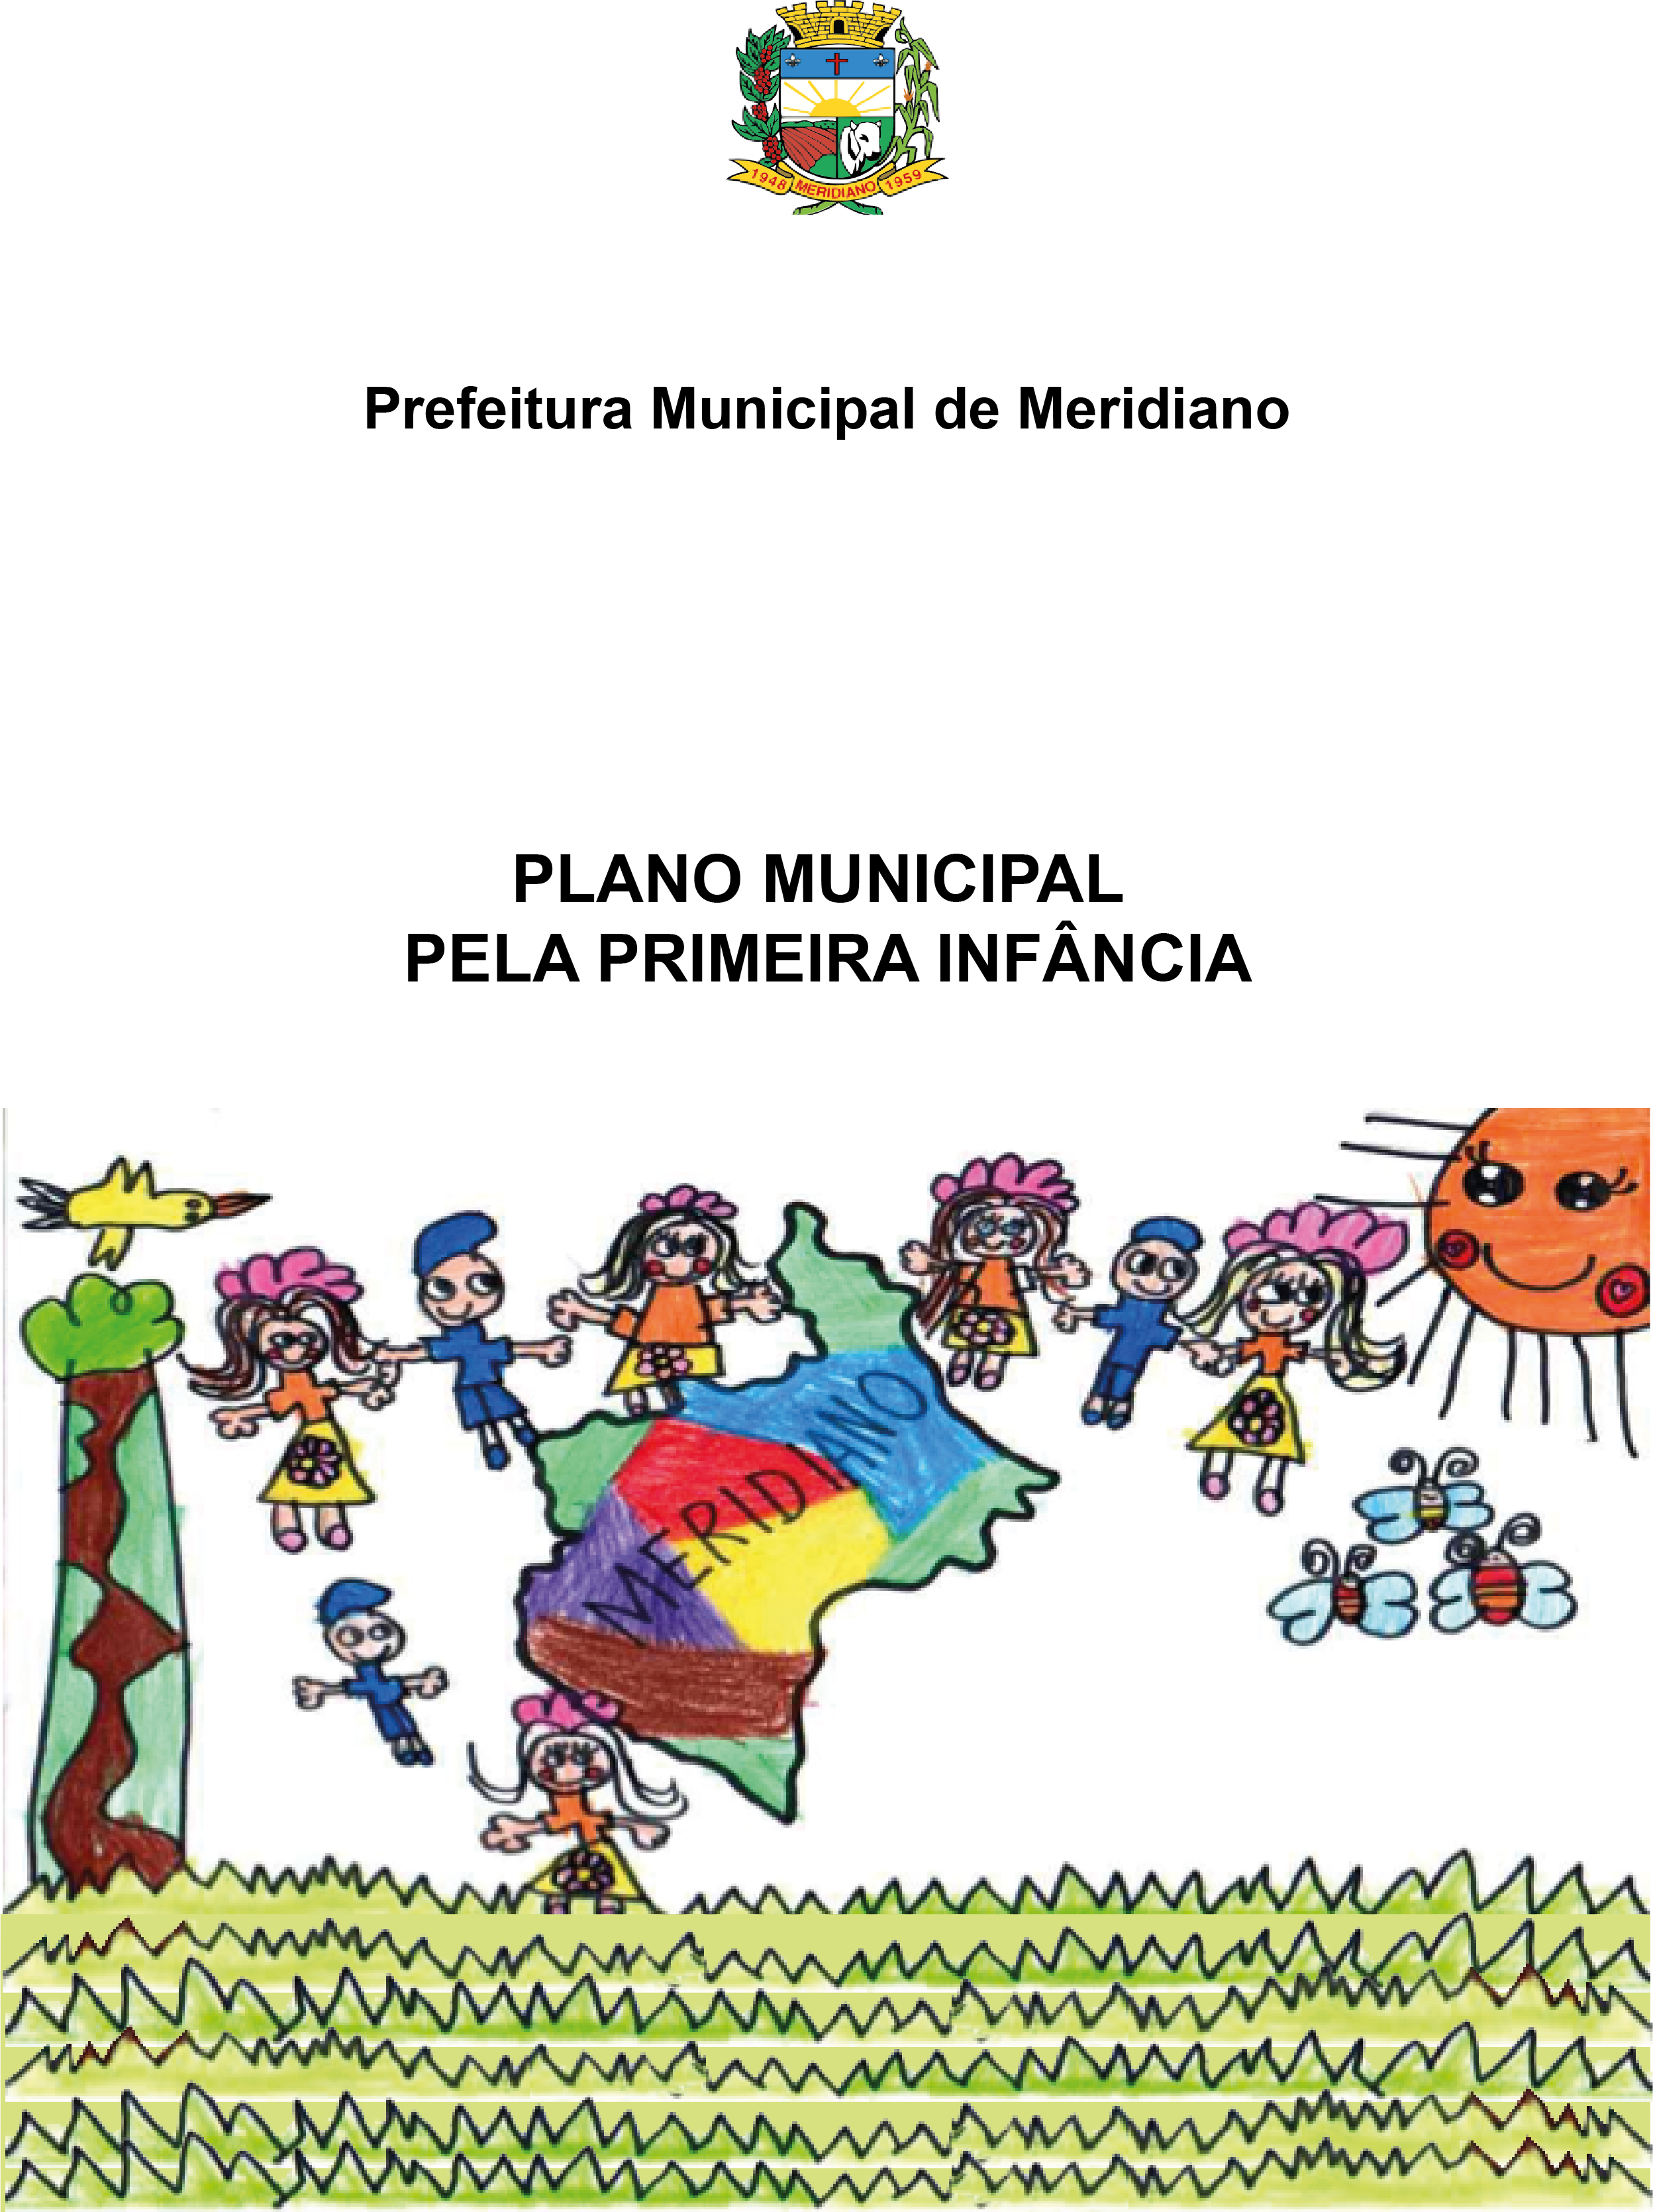 1948 MERIDIANO 1959
Prefeitura Municipal de Meridiano
PLANO MUNICIPAL
PELA PRIMEIRA INFÂNCIA
MERIDIANO